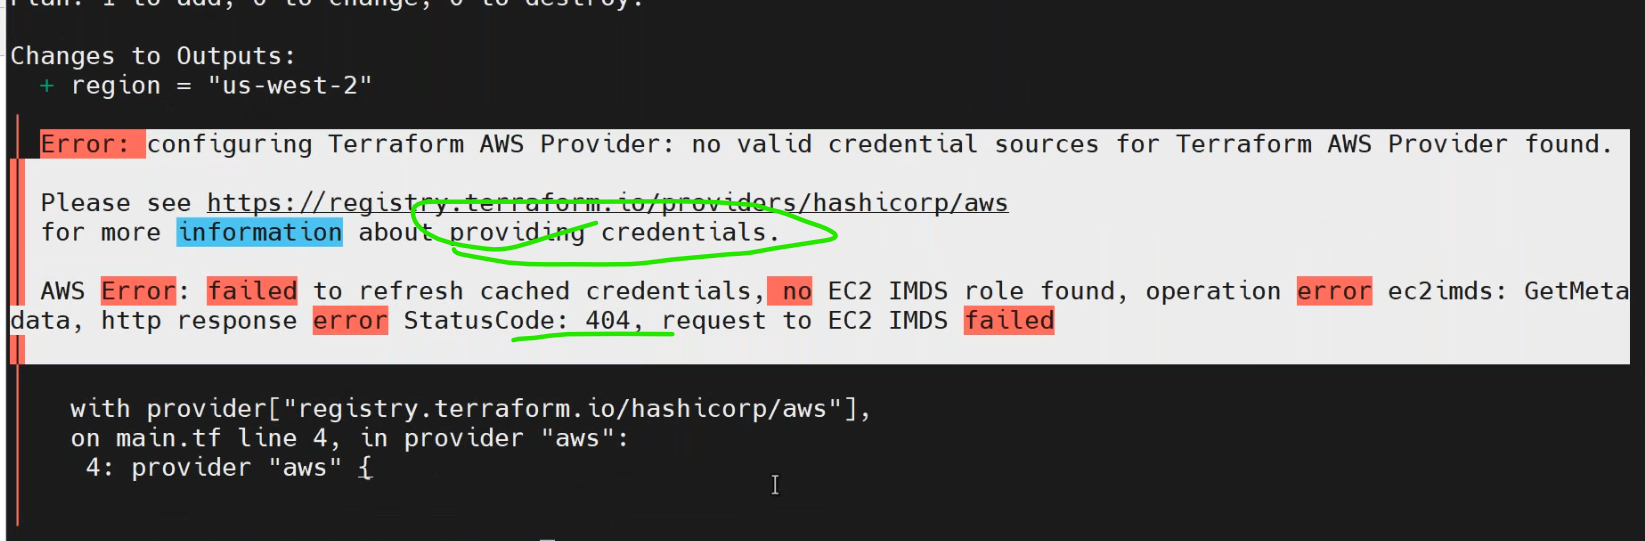 Plan: 1 to add, 0 to change, 0 to destroy.
Changes to Outputs:
+ region = "us-west-2"
Error: configuring Terraform AWS Provider: no valid credential sources for Terraform AWS Provider found.
Please see https://registry.terraform.io/providers/hashicorp/aws
for more information about providing credentials.
AWS Error: failed to refresh cached credentials, no EC2 IMDS role found, operation error ec2imds: GetMeta
data, http response error StatusCode: 404, request to EC2 IMDS failed
with provider["registry.terraform.io/hashicorp/aws"],
on main.tf line 4, in provider "aws":
4: provider "aws" {